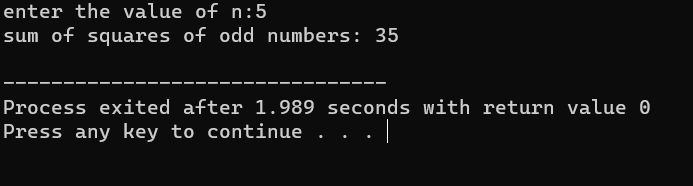 enter the value of n:5
sum of squares of odd numbers: 35
--------------------------------
Process exited after 1.989 seconds with return value 0
Press any key to continue . . .